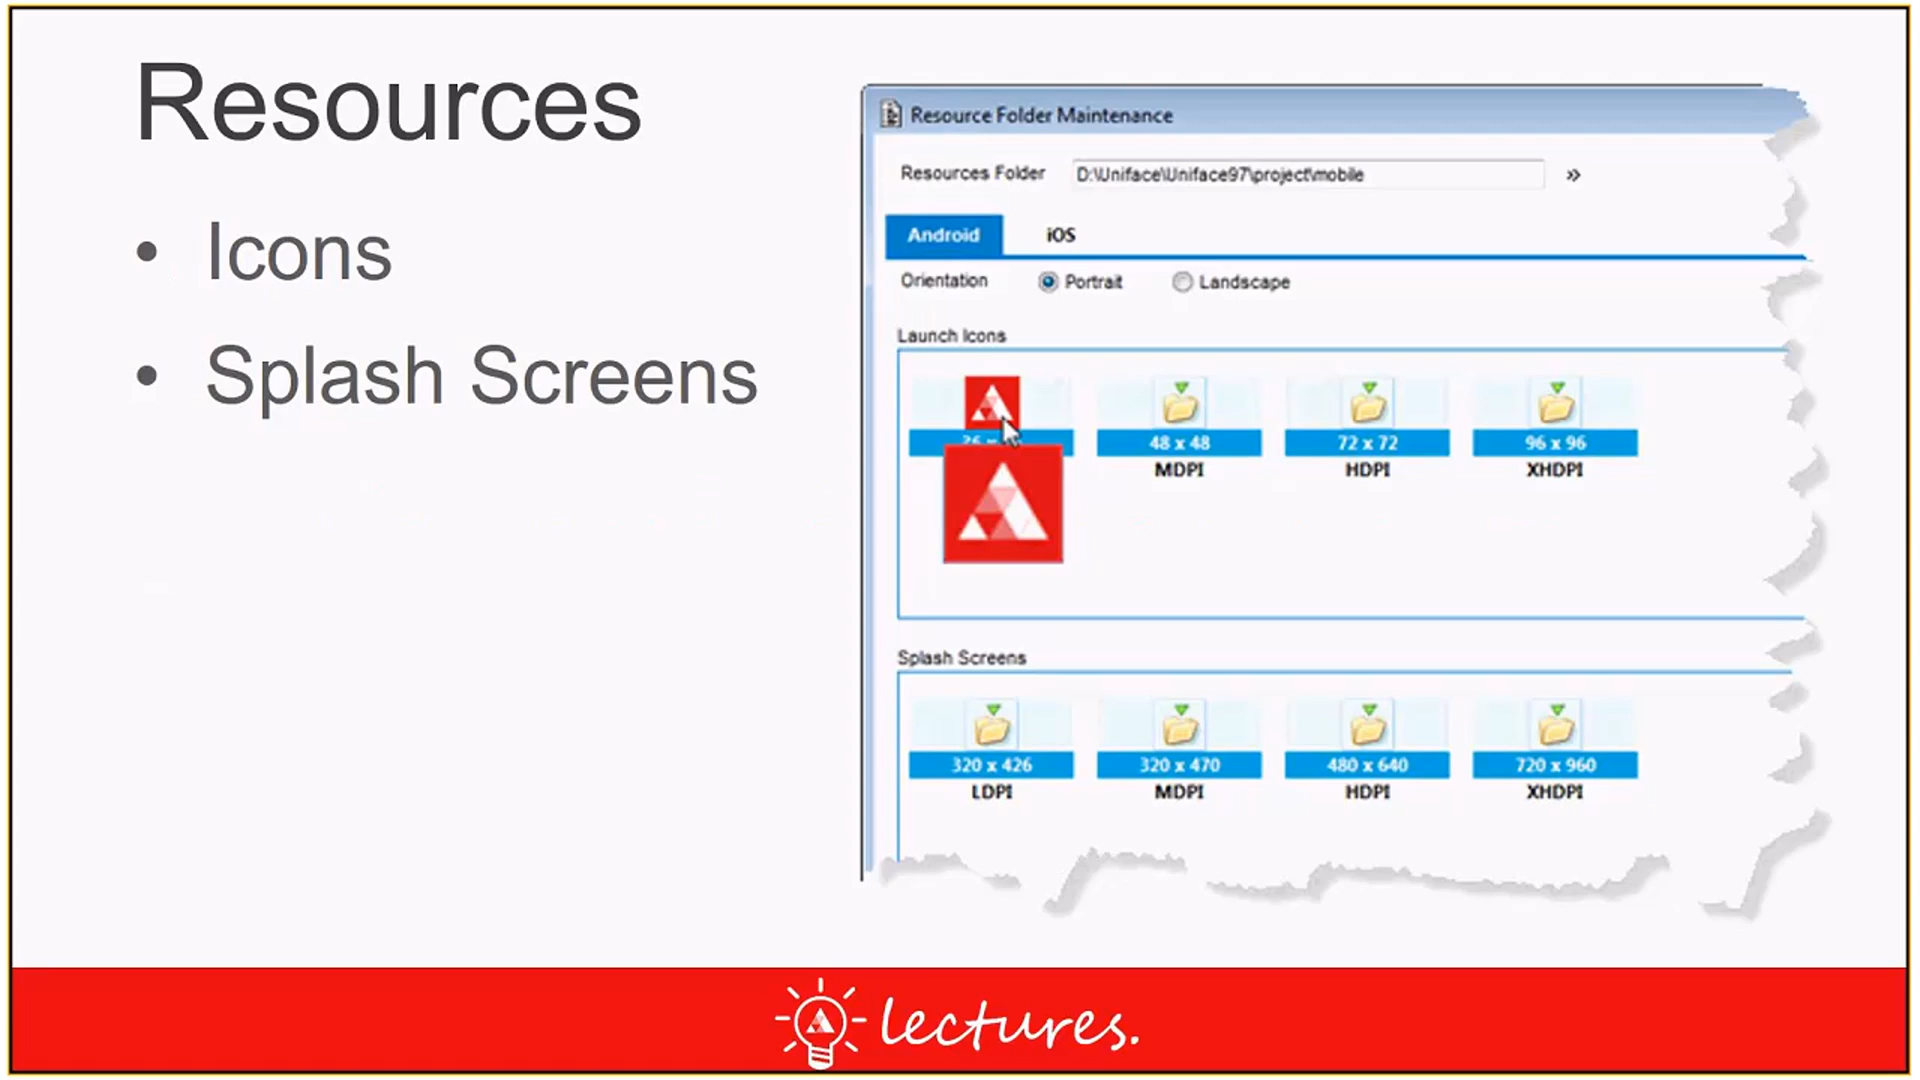 Resources
• Icons
• Splash Screens
Resource Folder Maintenance
Resources Folder D:\Uniface\Uniface97\project\mobile »
Android iOS
Orientation Portrait Landscape
Launch Icons
48 x 48 72 x 72 96 x 96
MDPI HDPI XHDPI
Splash Screens
320 x 426 320 x 470 480 x 640 720 x 960
LDPI MDPI HDPI XHDPI
lectures.